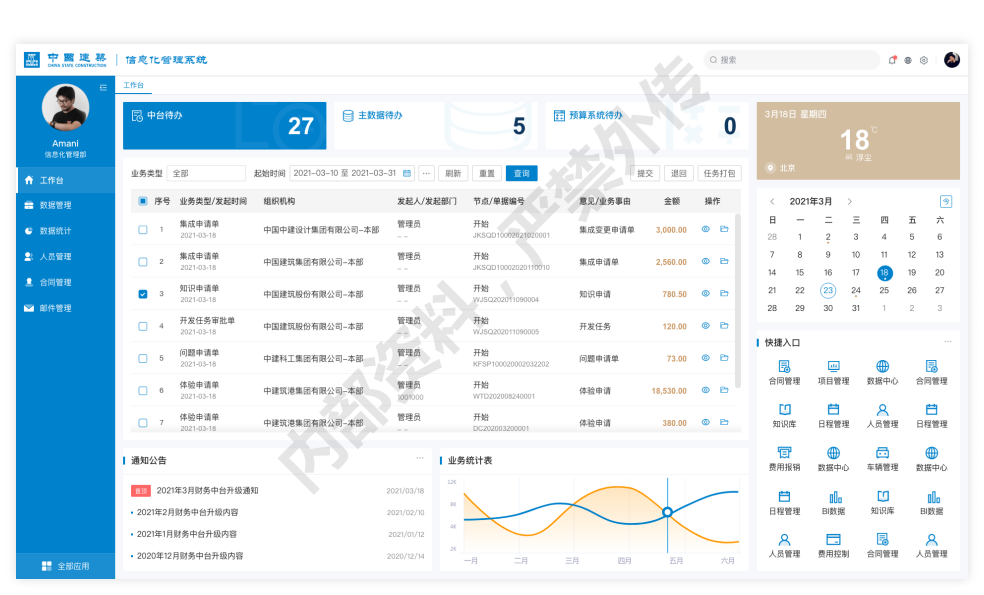 中国建筑
CHINA STATE CONSTRUCTION
信息化管理系统
搜索
Amani
信息化管理部
工作台
数据管理
数据统计
人员管理
合同管理
邮件管理
全部应用
工作台
中台待办 27
主数据待办 5
预算系统待办 0
业务类型 全部 起始时间 2021-03-10 至 2021-03-31 ··· 刷新 重置 查询 提交 退回 任务打包
序号 业务类型/发起时间 组织机构 发起人/发起部门 节点/单据编号 意见/业务事由 金额 操作
1 集成申请单 中国中建设计集团有限公司-本部 管理员 开始 集成变更申请单 3,000.00
2021-03-18 – – JKSQD10002021020001
2 集成申请单 中国建筑集团有限公司-本部 管理员 开始 集成申请单 2,560.00
2021-03-18 – – JKSQD10002020110010
3 知识申请单 中国建筑股份有限公司-本部 管理员 开始 知识申请 780.50
2021-03-18 – – WJSQ202011090004
4 开发任务审批单 中国建筑股份有限公司-本部 管理员 开始 开发任务 120.00
2021-03-18 – – WJSQ202011090005
5 问题申请单 中建科工集团有限公司-本部 管理员 开始 问题申请单 73.00
2021-03-18 – – KFSP100020002032202
6 体验申请单 中建筑港集团有限公司-本部 管理员 开始 体验申请 18,530.00
2021-03-18 1001000 WTD202008240001
7 体验申请单 中建筑港集团有限公司-本部 管理员 开始 体验申请 380.00
2021-03-18 – – DC202003200001
通知公告 ···
置顶 2021年3月财务中台升级通知 2021/03/18
2021年2月财务中台升级内容 2021/02/10
2021年1月财务中台升级内容 2021/01/12
2020年12月财务中台升级内容 2020/12/14
业务统计表
12K
8K
4K
2K
一月 二月 三月 四月 五月 六月
3月18日 星期四
18℃
浮尘
北京
2021年3月 今
日 一 二 三 四 五 六
28 1 2 3 4 5 6
7 8 9 10 11 12 13
14 15 16 17 18 19 20
21 22 23 24 25 26 27
28 29 30 31 1 2 3
快捷入口 ···
合同管理 项目管理 数据中心 合同管理
知识库 日程管理 人员管理 日程管理
费用报销 数据中心 车辆管理 数据中心
日程管理 BI数据 知识库 BI数据
人员管理 费用控制 合同管理 人员管理
内部资料，严禁外传